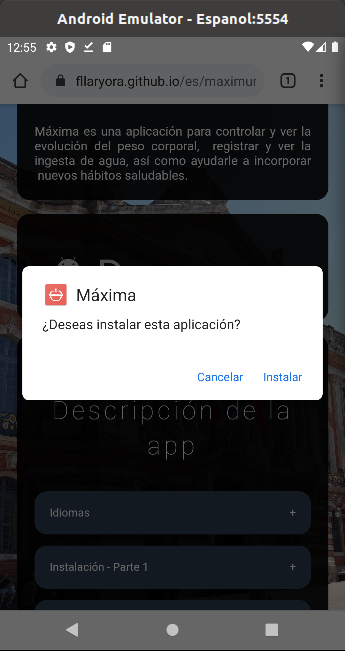 Android Emulator - Espanol:5554
12:55
fllaryora.github.io/es/maximur
1
Máxima es una aplicación para controlar y ver la
evolución del peso corporal, registrar y ver la
ingesta de agua, así como ayudarle a incorporar
nuevos hábitos saludables.
Máxima
¿Deseas instalar esta aplicación?
Cancelar
Instalar
Descripción de la
app
Idiomas +
Instalación - Parte 1 +